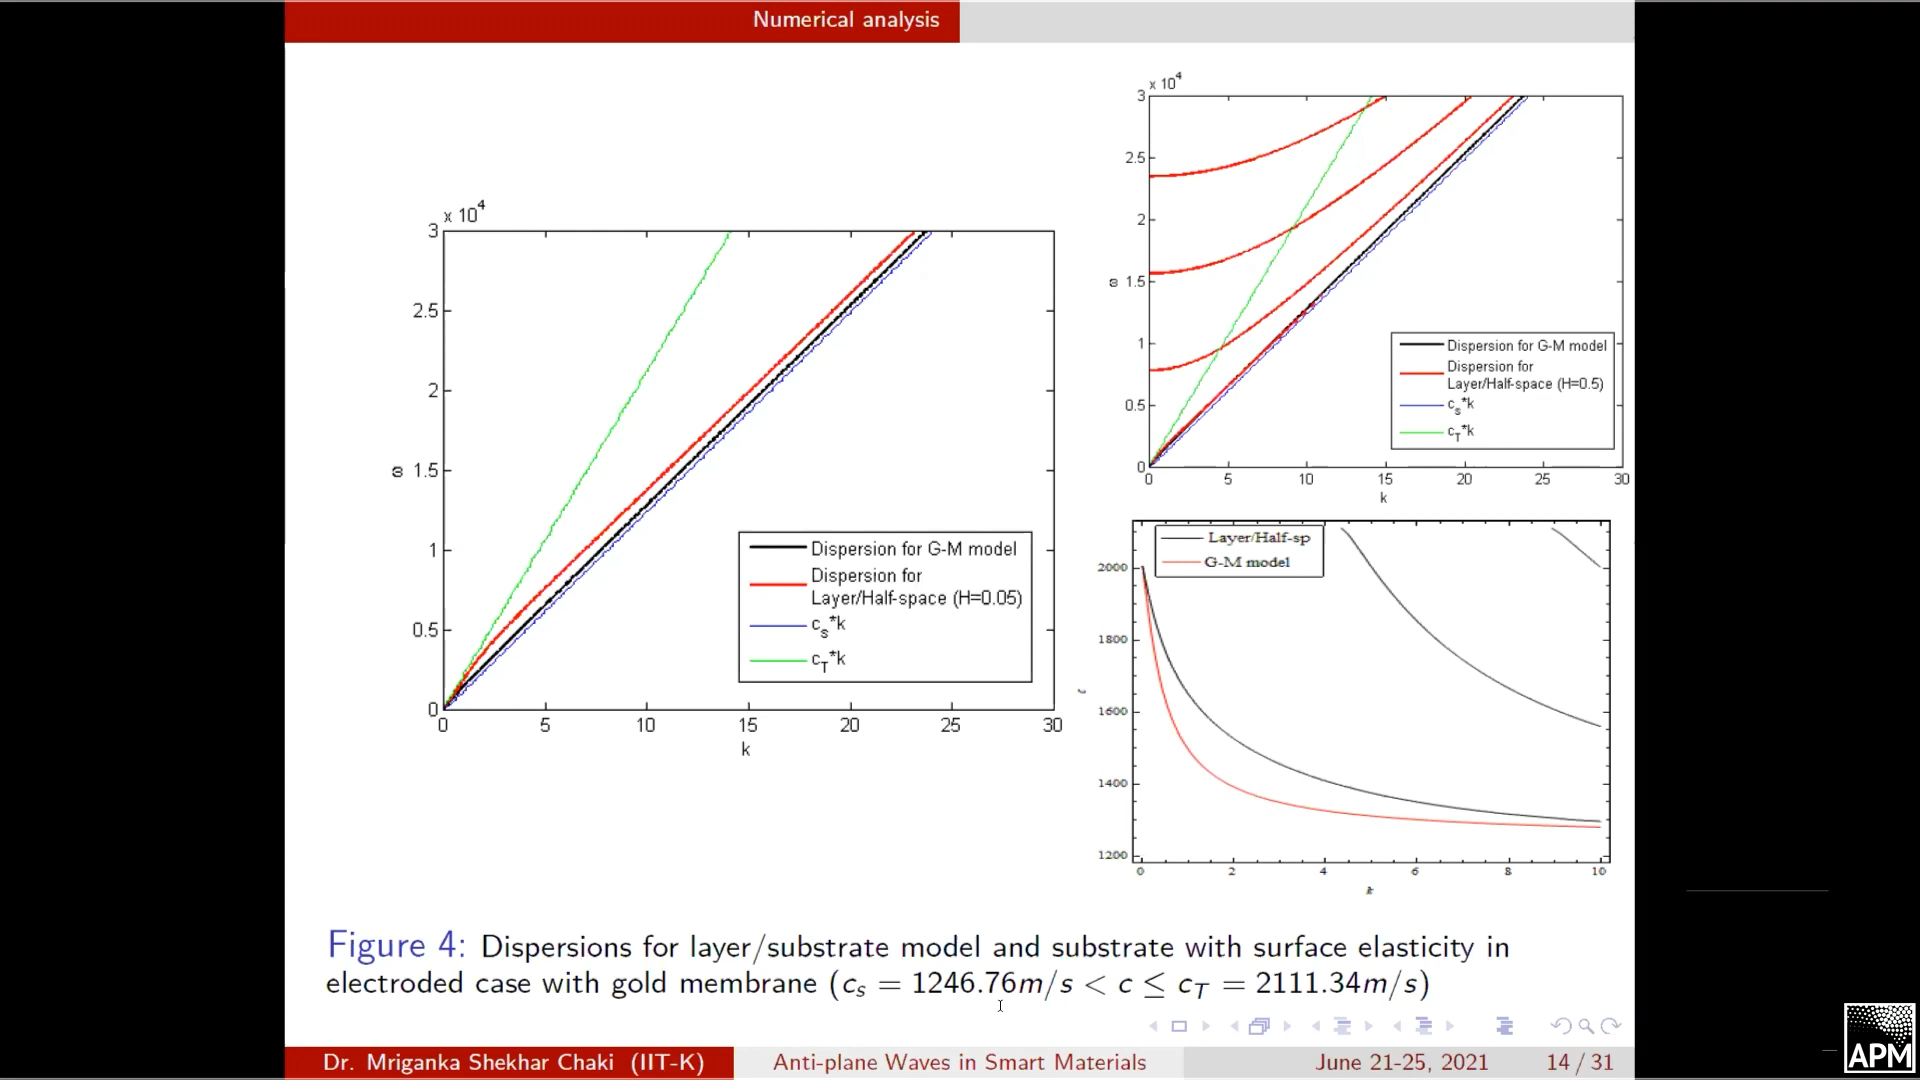 Numerical analysis
x 10^4
3
2.5
2
1.5
1
0.5
0
0 5 10 15 20 25 30
ω
k
Dispersion for G-M model
Dispersion for
Layer/Half-space (H=0.05)
c_s*k
c_T*k
x 10^4
3
2.5
2
1.5
1
0.5
0
0 5 10 15 20 25 30
ω
k
Dispersion for G-M model
Dispersion for
Layer/Half-space (H=0.5)
c_s*k
c_T*k
Layer/Half-sp
G-M model
2000
1800
1600
1400
1200
c
0 2 4 6 8 10
k
Figure 4: Dispersions for layer/substrate model and substrate with surface elasticity in
electroded case with gold membrane (c_s = 1246.76m/s < c ≤ c_T = 2111.34m/s)
Dr. Mriganka Shekhar Chaki (IIT-K) Anti-plane Waves in Smart Materials June 21-25, 2021 14 / 31
APM